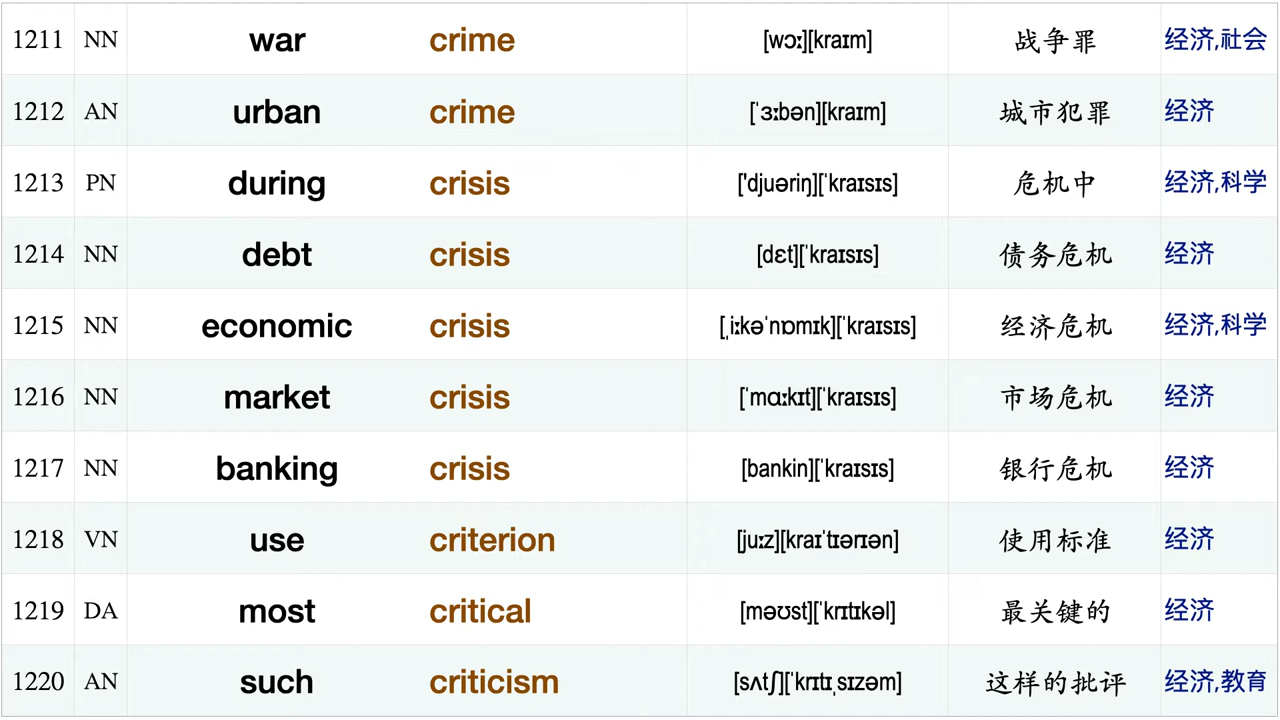 1211 NN war crime [wɔː][kraɪm] 战争罪 经济,社会
1212 AN urban crime [ˈɜːbən][kraɪm] 城市犯罪 经济
1213 PN during crisis ['djuəriŋ][ˈkraɪsɪs] 危机中 经济,科学
1214 NN debt crisis [dɛt][ˈkraɪsɪs] 债务危机 经济
1215 NN economic crisis [ˌiːkəˈnɒmɪk][ˈkraɪsɪs] 经济危机 经济,科学
1216 NN market crisis [ˈmɑːkɪt][ˈkraɪsɪs] 市场危机 经济
1217 NN banking crisis [bankin][ˈkraɪsɪs] 银行危机 经济
1218 VN use criterion [juːz][kraɪˈtɪərɪən] 使用标准 经济
1219 DA most critical [məʊst][ˈkrɪtɪkəl] 最关键的 经济
1220 AN such criticism [sʌtʃ][ˈkrɪtɪˌsɪzəm] 这样的批评 经济,教育